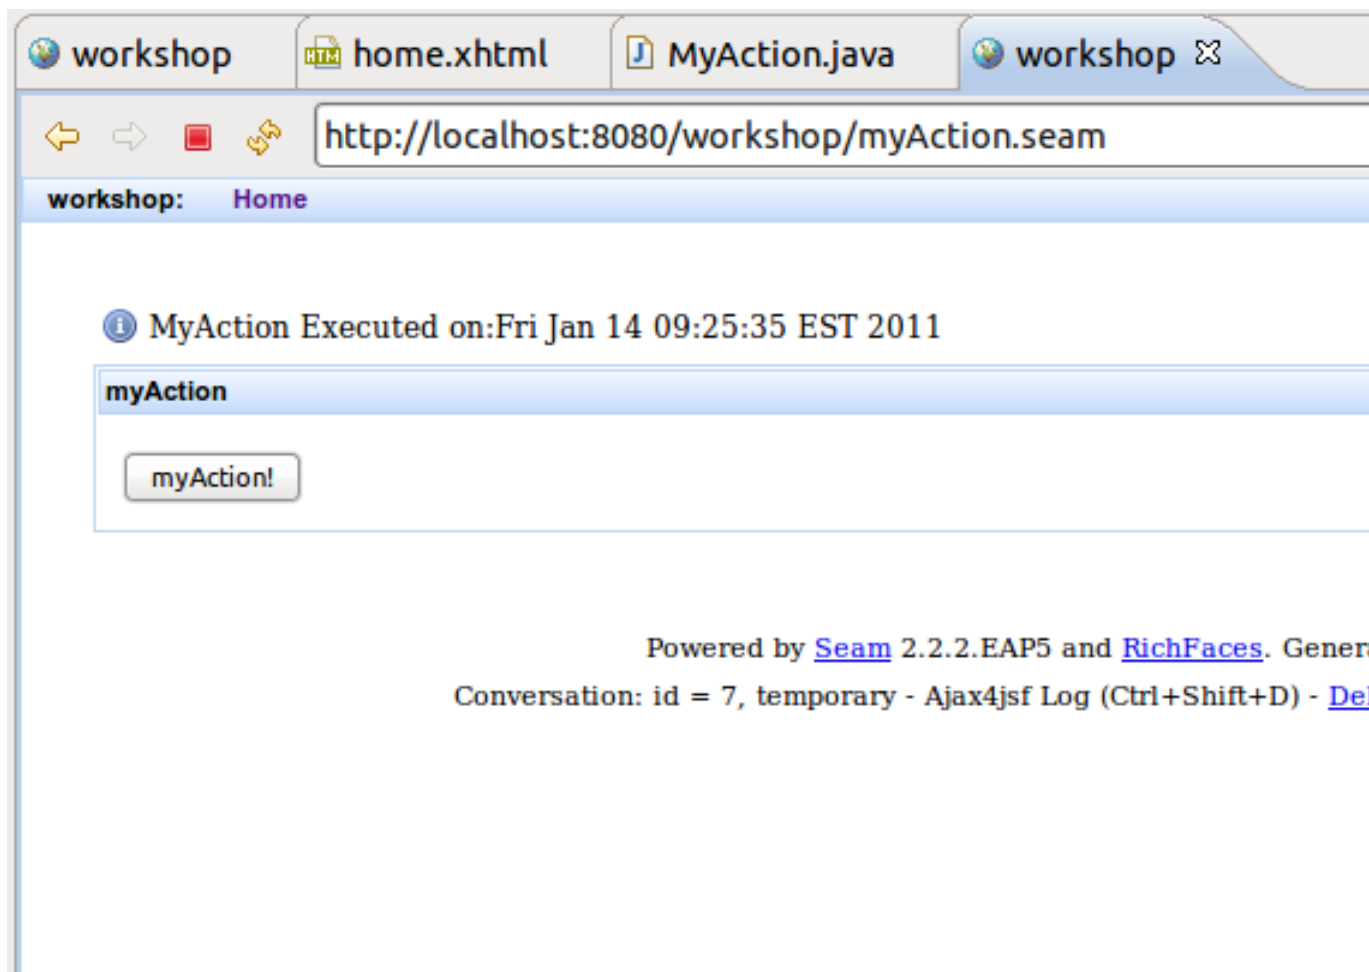 workshop home.xhtml MyAction.java workshop
http://localhost:8080/workshop/myAction.seam
workshop: Home
MyAction Executed on:Fri Jan 14 09:25:35 EST 2011
myAction
myAction!
Powered by Seam 2.2.2.EAP5 and RichFaces.
Conversation: id = 7, temporary - Ajax4jsf Log (Ctrl+Shift+D) -